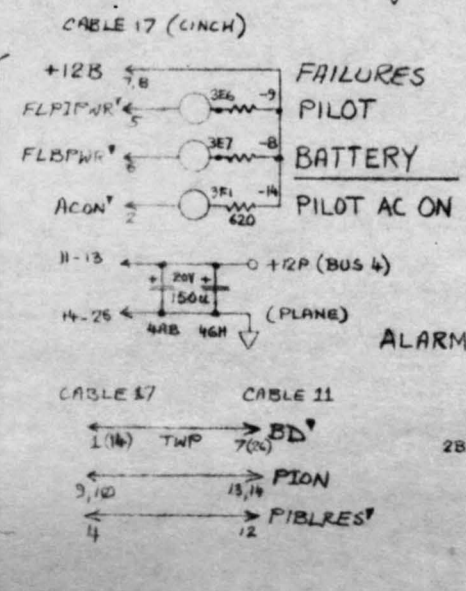 CABLE 17 (CINCH)
+12B 7,8 FAILURES
FLPIPWR▼ 5 3E6 -9 PILOT
FLBPWR▼ 6 3E7 -8 BATTERY
ACON▼ 2 3F1 -14 620 PILOT AC ON
11-13 +12P (BUS 4)
+ 20V +
150u
14-26 4AB 4GH (PLANE)
ALARM
CABLE 17 CABLE 11
1(14) TWP 7(26) BD▼
2B
9,10 13,14 PION
4 12 PIBLRES▼